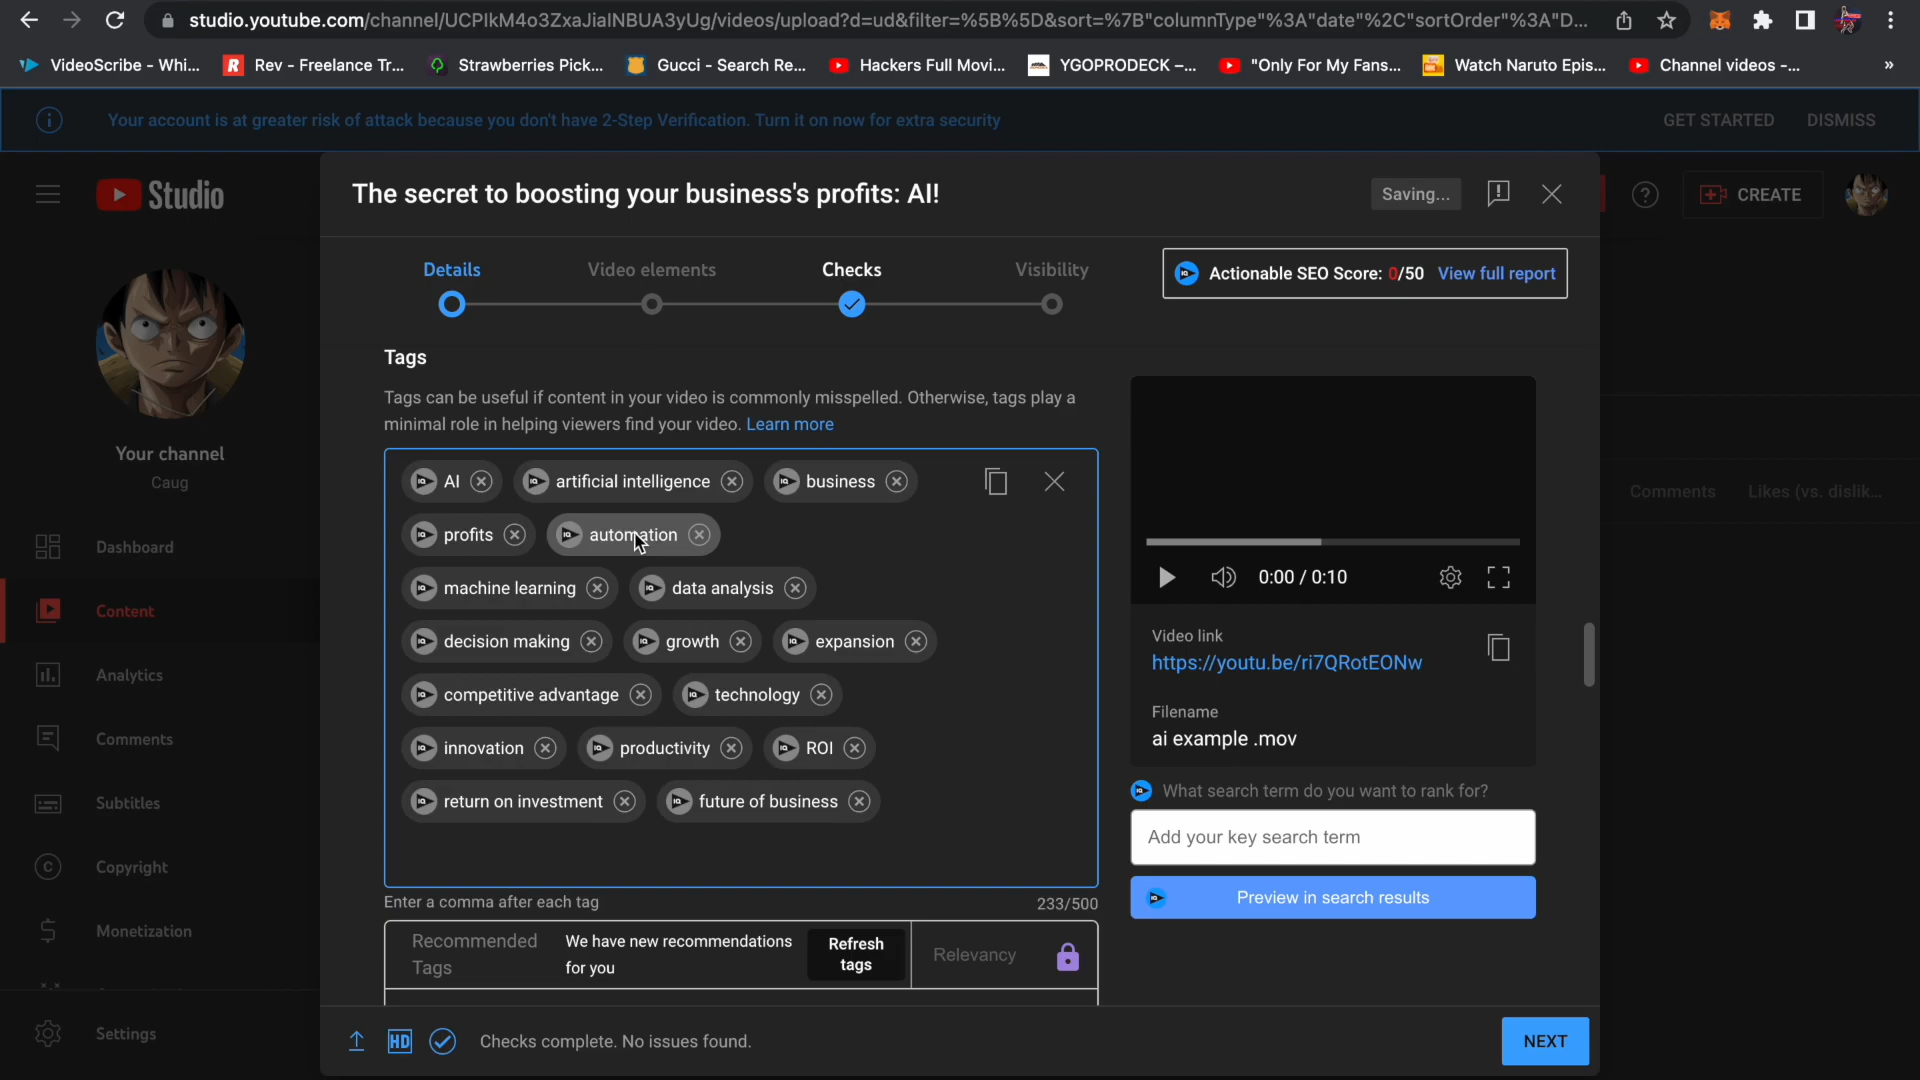 studio.youtube.com/channel/UCPlkM4o3ZxaJiaINBUA3yUg/videos/upload?d=ud&filter=%5B%5D&sort=%7B"columnType"%3A"date"%2C"sortOrder"%3A"D...
VideoScribe - Whi... Rev - Freelance Tr... Strawberries Pick... Gucci - Search Re... Hackers Full Movi... YGOPRODECK –... "Only For My Fans... Watch Naruto Epis... Channel videos -... »
Your account is at greater risk of attack because you don't have 2-Step Verification. Turn it on now for extra security GET STARTED DISMISS
Studio
The secret to boosting your business's profits: AI! Saving... CREATE
Details Video elements Checks Visibility
Actionable SEO Score: 0/50 View full report
Tags
Tags can be useful if content in your video is commonly misspelled. Otherwise, tags play a
minimal role in helping viewers find your video. Learn more
Your channel
Caug
Dashboard
Content
Analytics
Comments
Subtitles
Copyright
Monetization
Settings
AI artificial intelligence business
profits automation
machine learning data analysis
decision making growth expansion
competitive advantage technology
innovation productivity ROI
return on investment future of business
Enter a comma after each tag 233/500
Recommended Tags
We have new recommendations
for you
Refresh
tags
Relevancy
0:00 / 0:10
Video link
https://youtu.be/ri7QRotEONw
Filename
ai example .mov
What search term do you want to rank for?
Add your key search term
Preview in search results
Comments Likes (vs. dislik...
HD Checks complete. No issues found. NEXT